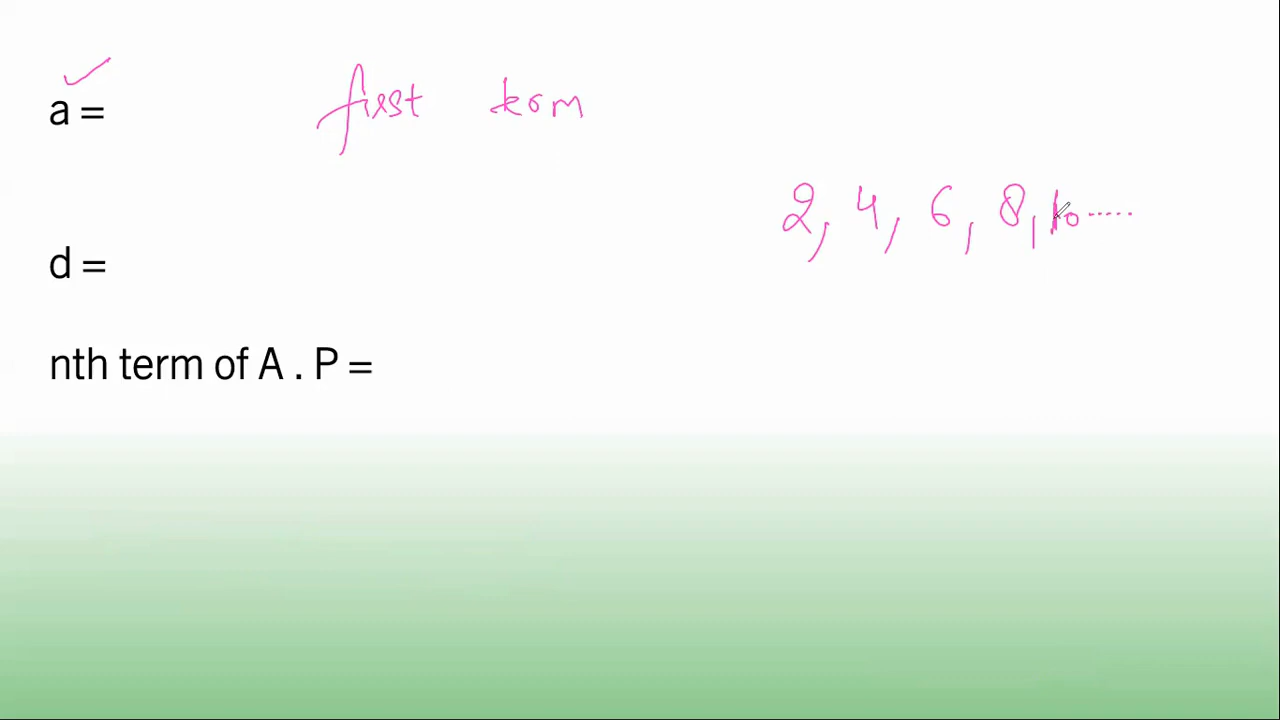 a = first term
2, 4, 6, 8, 10 .....
d =
nth term of A . P =